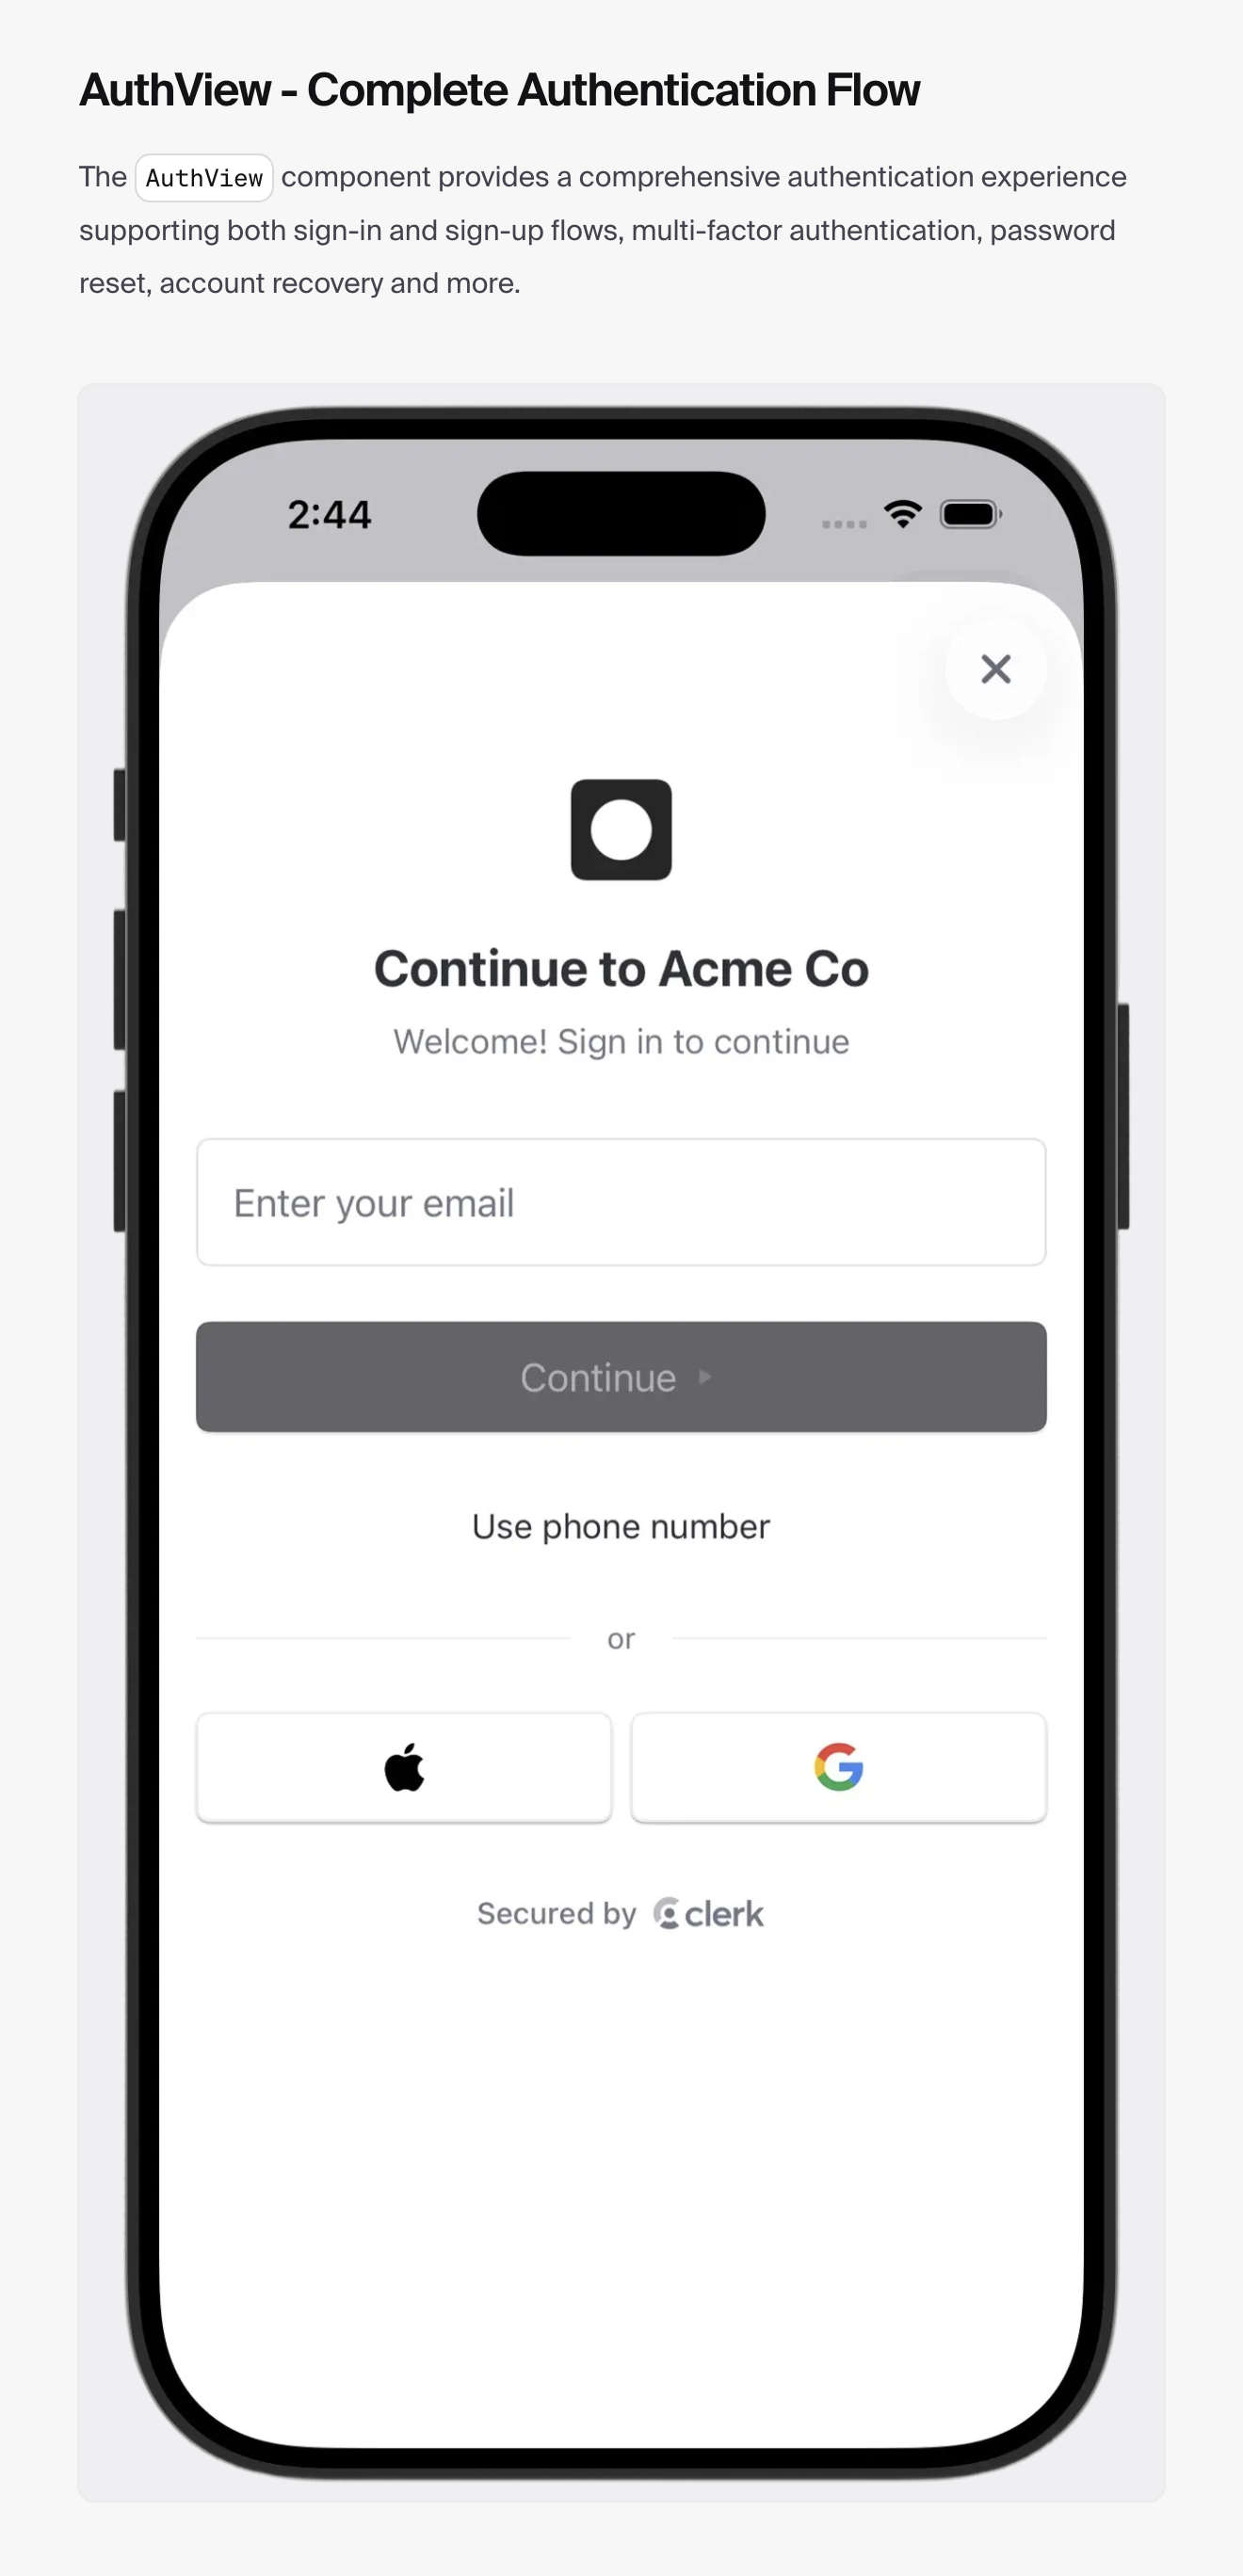 AuthView - Complete Authentication Flow
The AuthView component provides a comprehensive authentication experience
supporting both sign-in and sign-up flows, multi-factor authentication, password
reset, account recovery and more.
2:44
Continue to Acme Co
Welcome! Sign in to continue
Enter your email
Continue
Use phone number
or
Secured by clerk